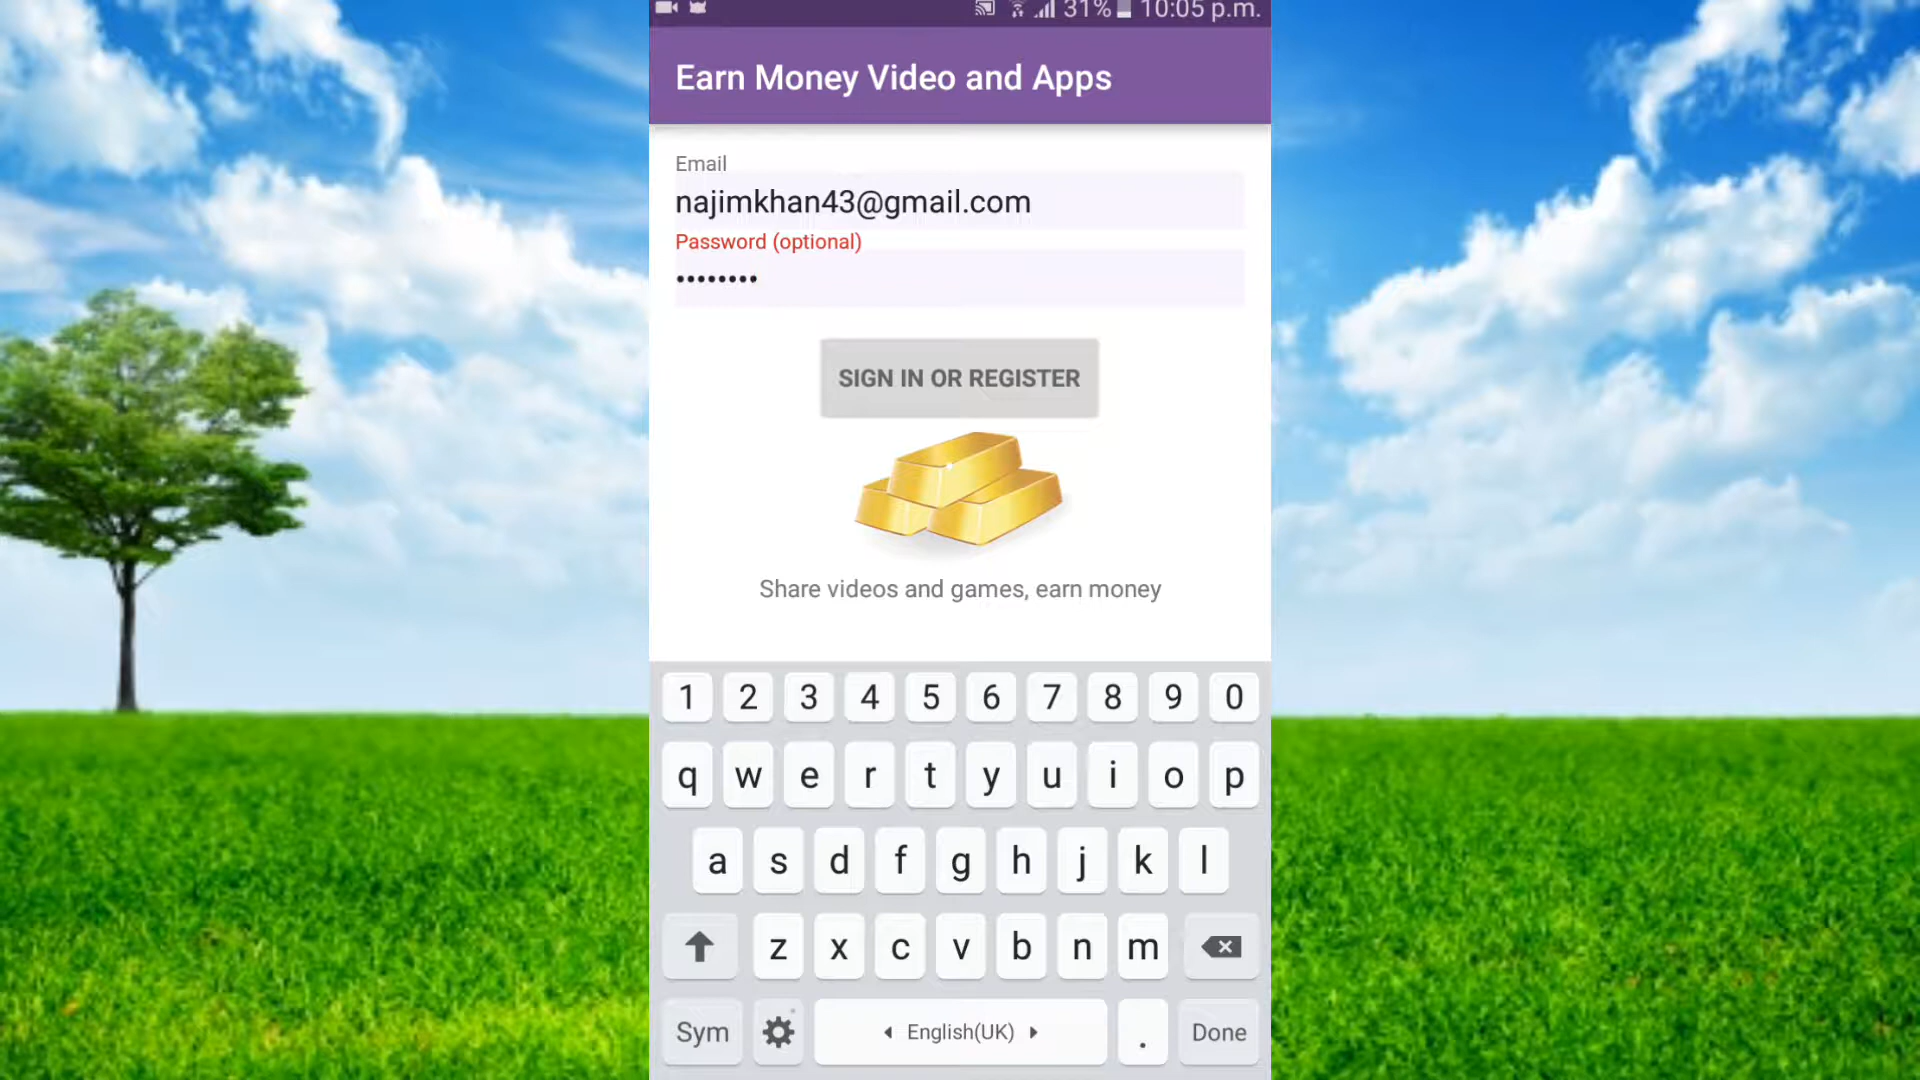 31% 10:05 p.m.
Earn Money Video and Apps
Email
najimkhan43@gmail.com
Password (optional)
••••••••
SIGN IN OR REGISTER
Share videos and games, earn money
1 2 3 4 5 6 7 8 9 0
q w e r t y u i o p
a s d f g h j k l
z x c v b n m
Sym English(UK) . Done